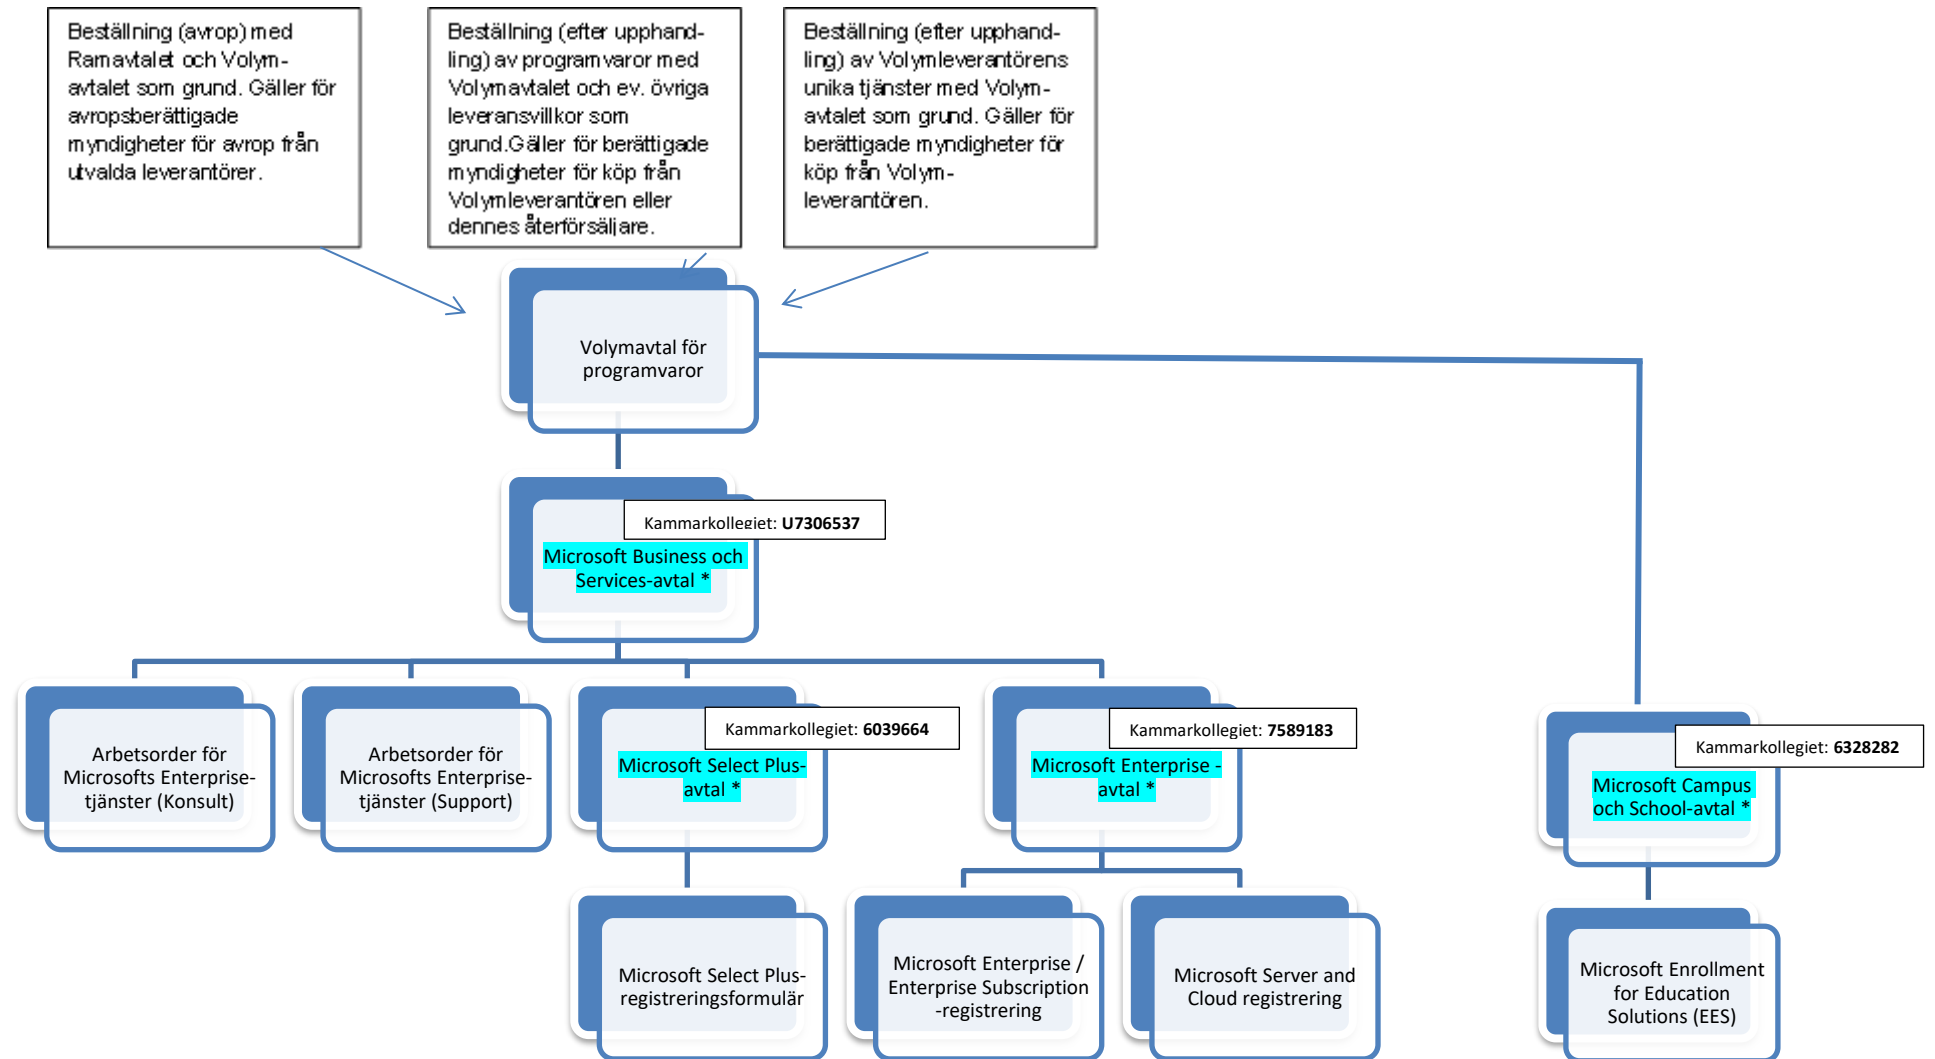 Beställning (avrop) med
Ramavtalet och Volym-
avtalet som grund. Gäller för
avropsberättigade
myndigheter för avrop från
utvalda leverantörer.
Beställning (efter upphand-
ling) av programvaror med
Volymavtalet och ev. övriga
leveransvillkor som
grund.Gäller för berättigade
myndigheter för köp från
Volymleverantören eller
dennes återförsäljare.
Beställning (efter upphand-
ling) av Volymleverantörens
unika tjänster med Volym-
avtalet som grund. Gäller för
berättigade myndigheter för
köp från Volym-
leverantören.
Volymavtal för
programvaror
Kammarkollegiet: U7306537
Microsoft Business och
Services-avtal *
Arbetsorder för
Microsofts Enterprise-
tjänster (Konsult)
Arbetsorder för
Microsofts Enterprise-
tjänster (Support)
Kammarkollegiet: 6039664
Microsoft Select Plus-
avtal *
Kammarkollegiet: 7589183
Microsoft Enterprise -
avtal *
Kammarkollegiet: 6328282
Microsoft Campus
och School-avtal *
Microsoft Select Plus-
registreringsformulär
Microsoft Enterprise /
Enterprise Subscription
-registrering
Microsoft Server and
Cloud registrering
Microsoft Enrollment
for Education
Solutions (EES)